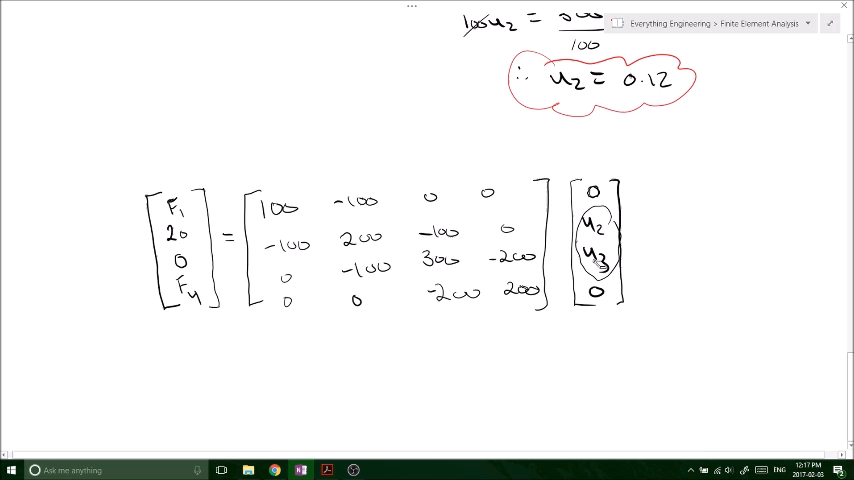 Everything Engineering > Finite Element Analysis
100u₂ =
100
∴ u₂ = 0.12
F₁ 100 -100 0 0 0
20 = -100 200 -100 0 u₂
0 0 -100 300 -200 u₃
F₄ 0 0 -200 200 0
Ask me anything
ENG
12:17 PM
2017-02-03
2